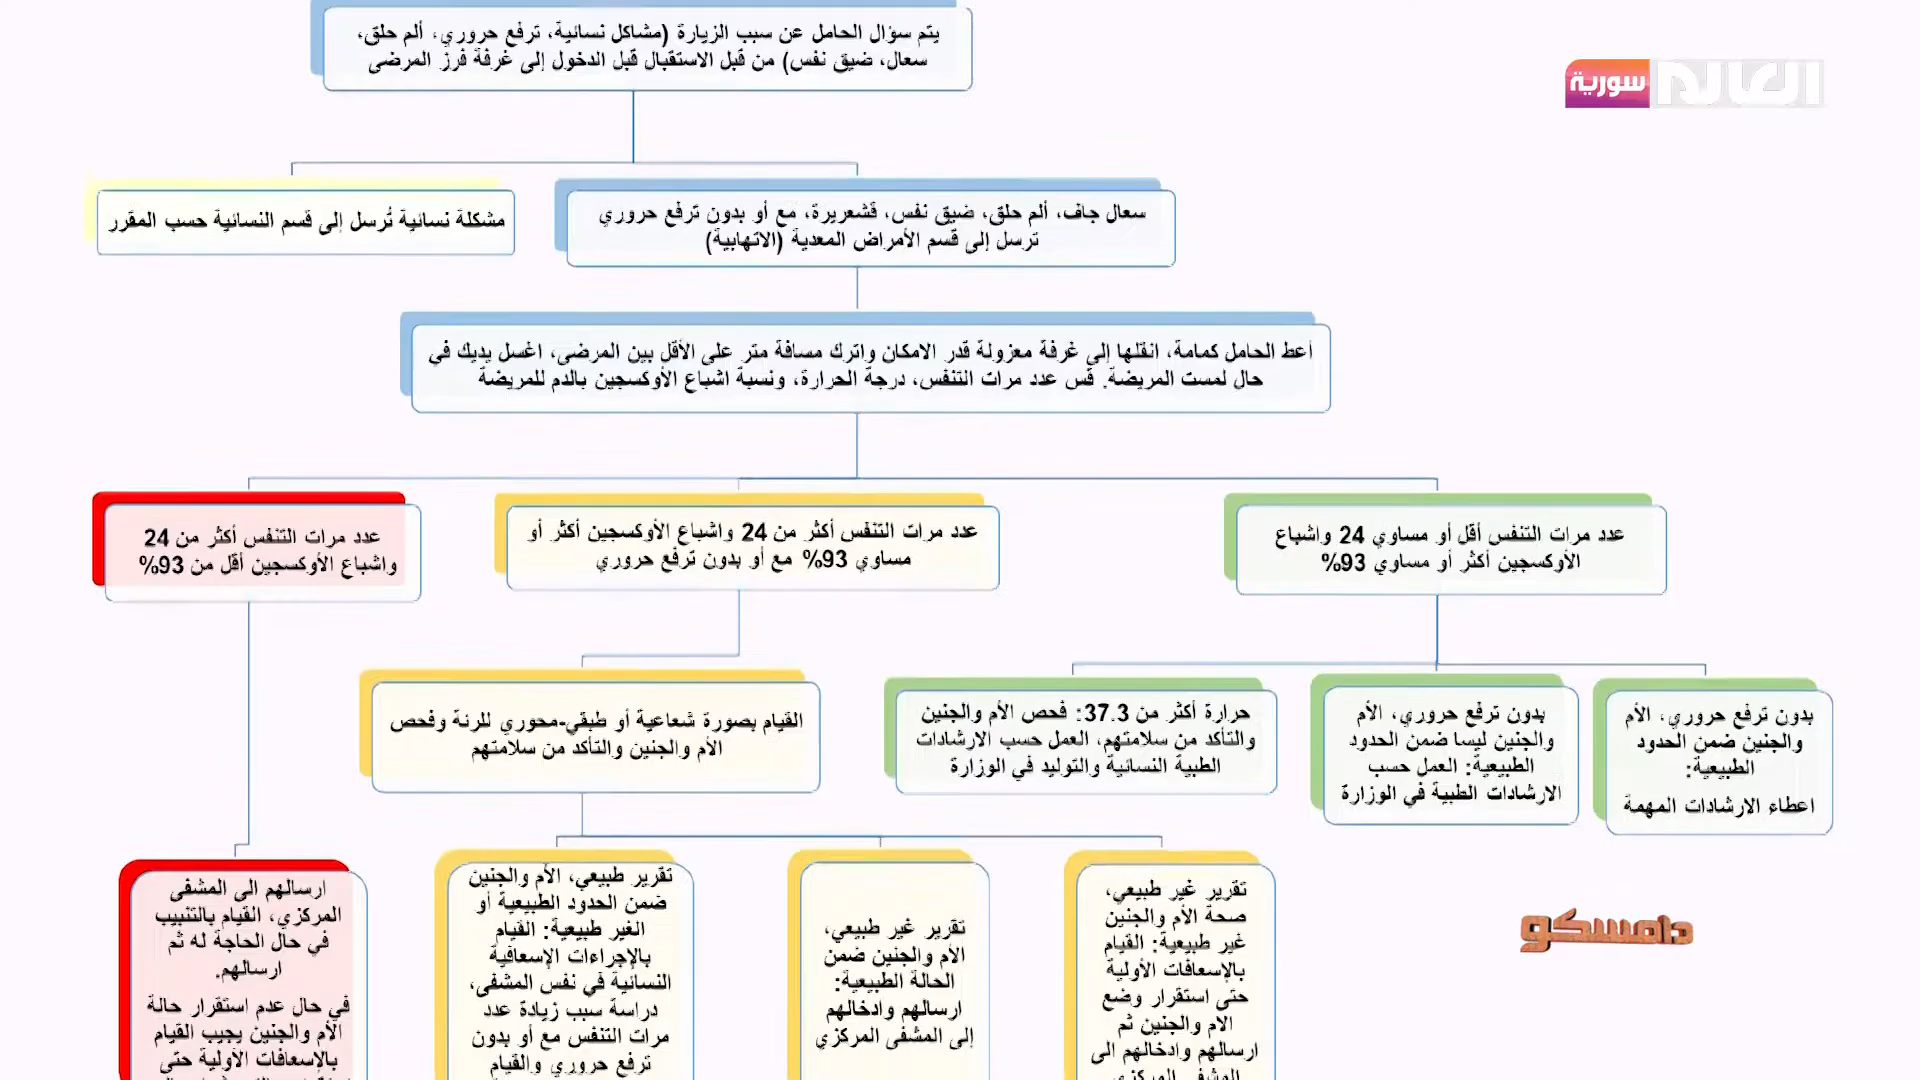 يتم سؤال الحامل عن سبب الزيارة (مشاكل نسائية، ترفع حروري، ألم حلق،
سعال، ضيق نفس) من قبل الاستقبال قبل الدخول إلى غرفة فرز المرضى
العالم سورية
سعال جاف، ألم حلق، ضيق نفس، قشعريرة، مع أو بدون ترفع حروري
ترسل إلى قسم الأمراض المعدية (الاتهابية)
مشكلة نسائية تُرسل إلى قسم النسائية حسب المقرر
أعط الحامل كمامة، انقلها إلى غرفة معزولة قدر الامكان واترك مسافة متر على الأقل بين المرضى، اغسل يديك في
حال لمست المريضة. قس عدد مرات التنفس، درجة الحرارة، ونسبة اشباع الأوكسجين بالدم للمريضة
عدد مرات التنفس أقل أو مساوي 24 واشباع
الأوكسجين أكثر أو مساوي 93%
عدد مرات التنفس أكثر من 24 واشباع الأوكسجين أكثر أو
مساوي 93% مع أو بدون ترفع حروري
عدد مرات التنفس أكثر من 24
واشباع الأوكسجين أقل من 93%
بدون ترفع حروري، الأم
والجنين ضمن الحدود
الطبيعية:
اعطاء الارشادات المهمة
بدون ترفع حروري، الأم
والجنين ليسا ضمن الحدود
الطبيعية: العمل حسب
الارشادات الطبية في الوزارة
حرارة أكثر من 37.3: فحص الأم والجنين
والتأكد من سلامتهم، العمل حسب الارشادات
الطبية النسائية والتوليد في الوزارة
القيام بصورة شعاعية أو طبقي-محوري للرئة وفحص
الأم والجنين والتأكد من سلامتهم
تقرير غير طبيعي،
صحة الأم والجنين
غير طبيعية: القيام
بالإسعافات الأولية
حتى استقرار وضع
الام والجنين ثم
ارسالهم وادخالهم الى
المشفى المركزي
تقرير غير طبيعي،
الأم والجنين ضمن
الحالة الطبيعية:
ارسالهم وادخالهم
إلى المشفى المركزي
تقرير طبيعي، الأم والجنين
ضمن الحدود الطبيعية أو
الغير طبيعية: القيام
بالإجراءات الإسعافية
النسائية في نفس المشفى،
دراسة سبب زيادة عدد
مرات التنفس مع أو بدون
ترفع حروري والقيام
ارسالهم الى المشفى
المركزي، القيام بالتنبيب
في حال الحاجة له ثم
ارسالهم.
في حال عدم استقرار حالة
الأم والجنين يجيب القيام
بالإسعافات الأولية حتى
دامسكو